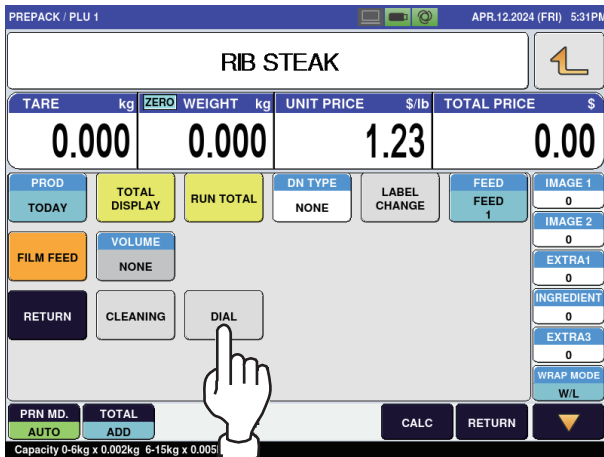 PREPACK / PLU 1 APR.12.2024 (FRI) 5:31PM
RIB STEAK
TARE kg ZERO WEIGHT kg UNIT PRICE $/lb TOTAL PRICE $
0.000 0.000 1.23 0.00
PROD
TODAY
TOTAL
DISPLAY
RUN TOTAL
DN TYPE
NONE
LABEL
CHANGE
FEED
FEED
1
IMAGE 1
0
IMAGE 2
0
FILM FEED
VOLUME
NONE
EXTRA1
0
INGREDIENT
0
RETURN
CLEANING
DIAL
EXTRA3
0
WRAP MODE
W/L
PRN MD.
AUTO
TOTAL
ADD
CALC
RETURN
Capacity 0-6kg x 0.002kg 6-15kg x 0.005